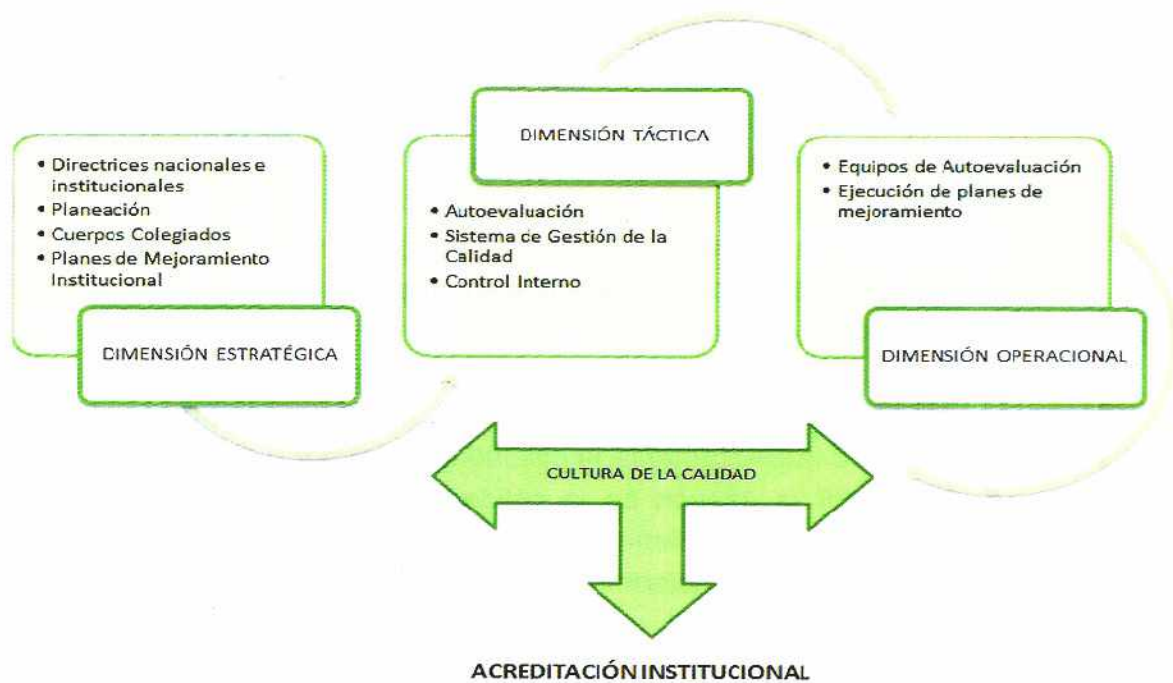 • Directrices nacionales e
institucionales
• Planeación
• Cuerpos Colegiados
• Planes de Mejoramiento
Institucional
DIMENSIÓN ESTRATÉGICA
DIMENSIÓN TÁCTICA
• Autoevaluación
• Sistema de Gestión de la
Calidad
• Control Interno
• Equipos de Autoevaluación
• Ejecución de planes de
mejoramiento
DIMENSIÓN OPERACIONAL
CULTURA DE LA CALIDAD
ACREDITACIÓN INSTITUCIONAL